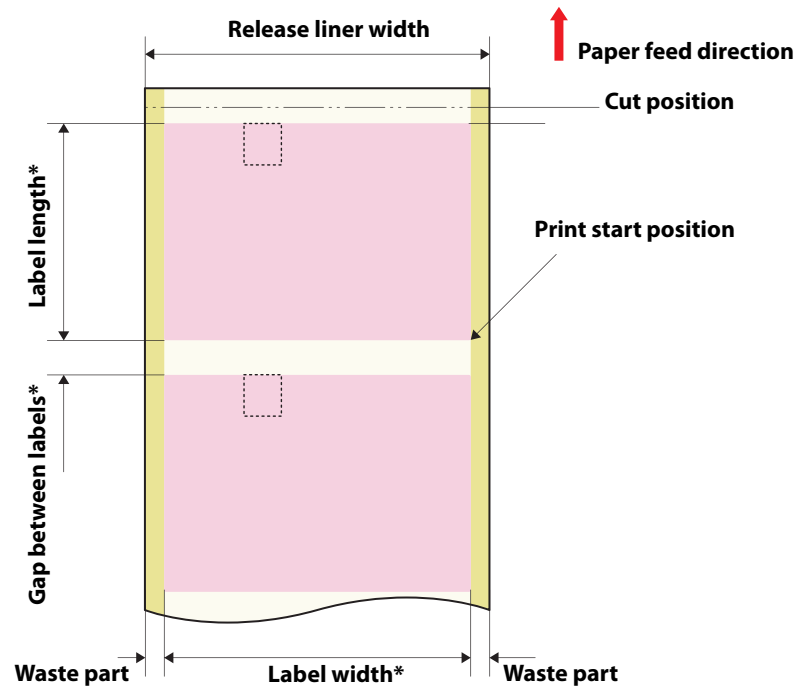 Release liner width
Paper feed direction
Cut position
Label length*
Print start position
Gap between labels*
Waste part
Label width*
Waste part